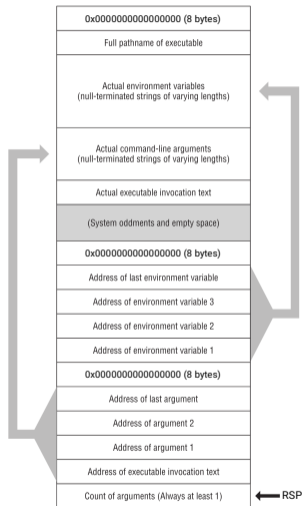 0x0000000000000000 (8 bytes)
Full pathname of executable
Actual environment variables
(null-terminated strings of varying lengths)
Actual command-line arguments
(null-terminated strings of varying lengths)
Actual executable invocation text
(System oddments and empty space)
0x0000000000000000 (8 bytes)
Address of last environment variable
Address of environment variable 3
Address of environment variable 2
Address of environment variable 1
0x0000000000000000 (8 bytes)
Address of last argument
Address of argument 2
Address of argument 1
Address of executable invocation text
Count of arguments (Always at least 1)
RSP